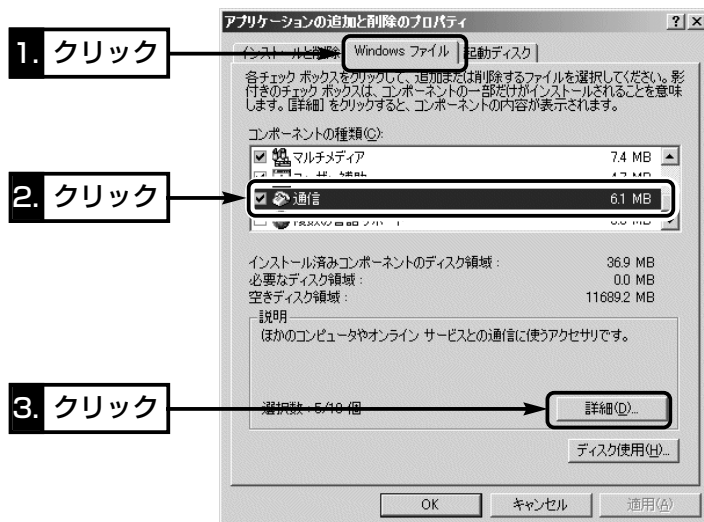 アプリケーションの追加と削除のプロパティ
1. クリック
Windows ファイル
起動ディスク
各チェック ボックスをクリックして、追加または削除するファイルを選択してください。影
付きのチェック ボックスは、コンポーネントの一部だけがインストールされることを意味
します。[詳細] をクリックすると、コンポーネントの内容が表示されます。
コンポーネントの種類(C):
マルチメディア 7.4 MB
2. クリック
通信 6.1 MB
インストール済みコンポーネントのディスク領域 : 36.9 MB
必要なディスク領域 : 0.0 MB
空きディスク領域 : 11689.2 MB
説明
ほかのコンピュータやオンライン サービスとの通信に使うアクセサリです。
3. クリック
選択数 : 5/10 個
詳細(D)...
ディスク使用(H)...
OK キャンセル 適用(A)